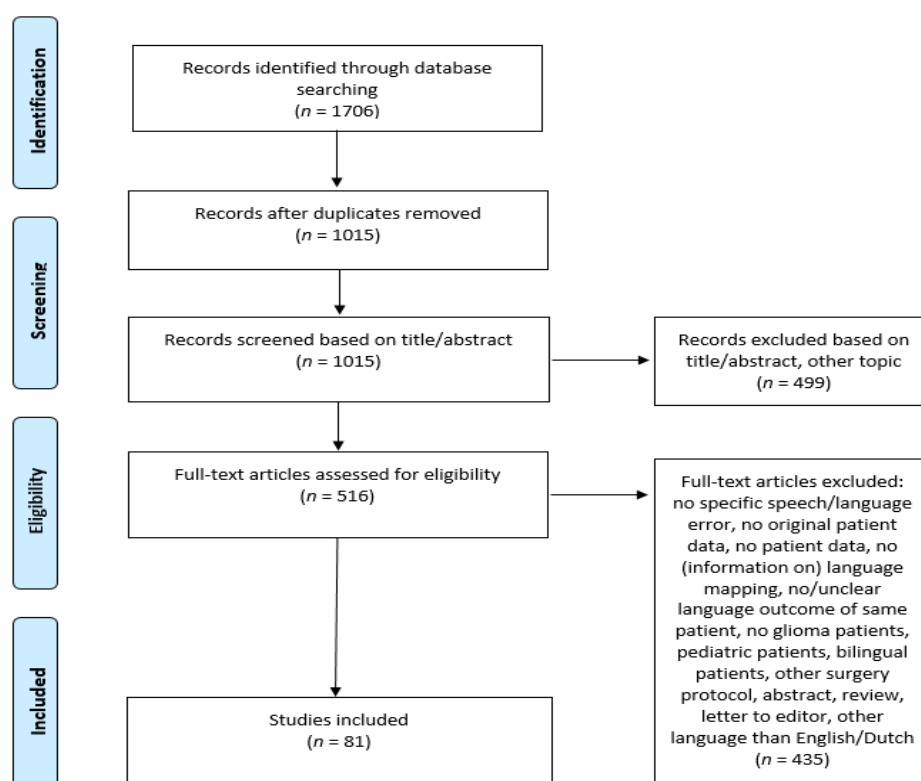 Identification
Records identified through database
searching
(n = 1706)
Records after duplicates removed
(n = 1015)
Screening
Records screened based on title/abstract
(n = 1015)
Records excluded based on
title/abstract, other topic
(n = 499)
Eligibility
Full-text articles assessed for eligibility
(n = 516)
Full-text articles excluded:
no specific speech/language
error, no original patient
data, no patient data, no
(information on) language
mapping, no/unclear
language outcome of same
patient, no glioma patients,
pediatric patients, bilingual
patients, other surgery
protocol, abstract, review,
letter to editor, other
language than English/Dutch
(n = 435)
Included
Studies included
(n = 81)